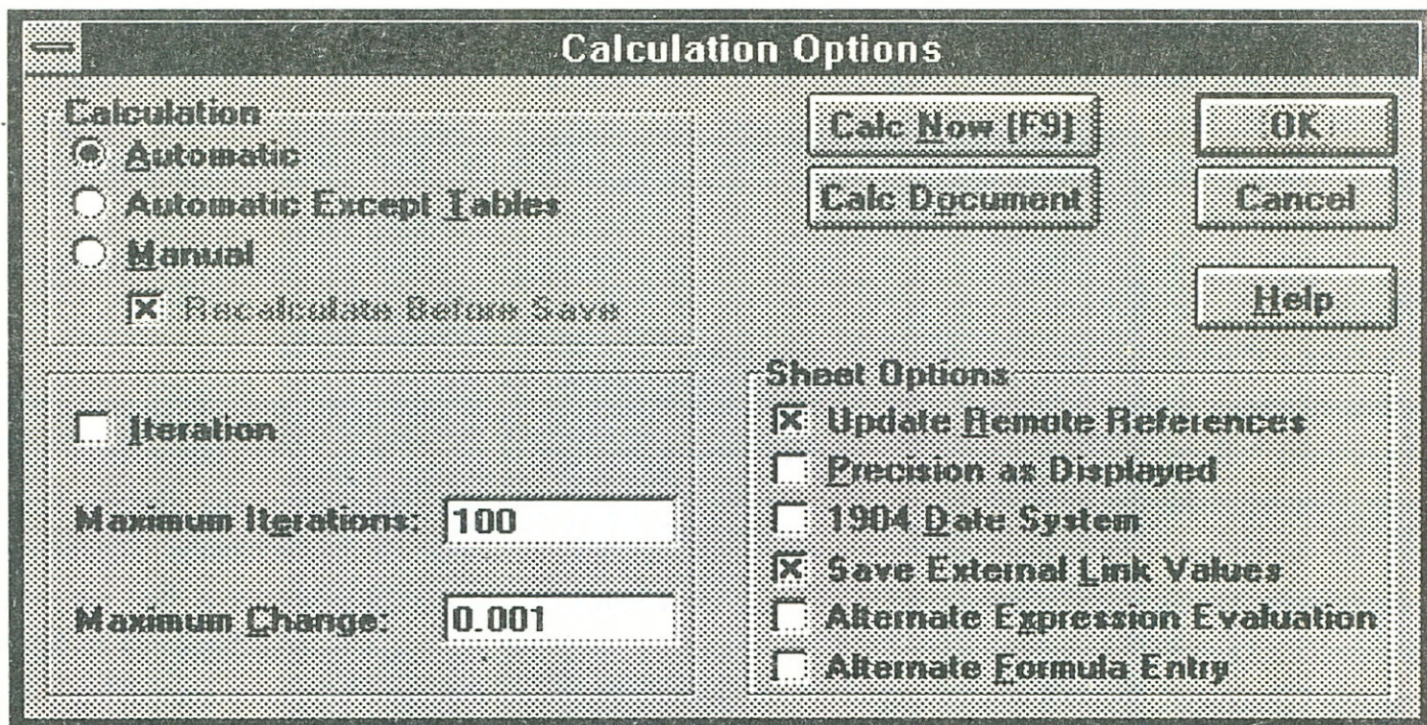 Calculation Options
Calculation
Automatic
Automatic Except Tables
Manual
Recalculate Before Save
Calc Now (F9)
Calc Document
OK
Cancel
Help
Iteration
Maximum Iterations: 100
Maximum Change: 0.001
Sheet Options
Update Remote References
Precision as Displayed
1904 Date System
Save External Link Values
Alternate Expression Evaluation
Alternate Formula Entry